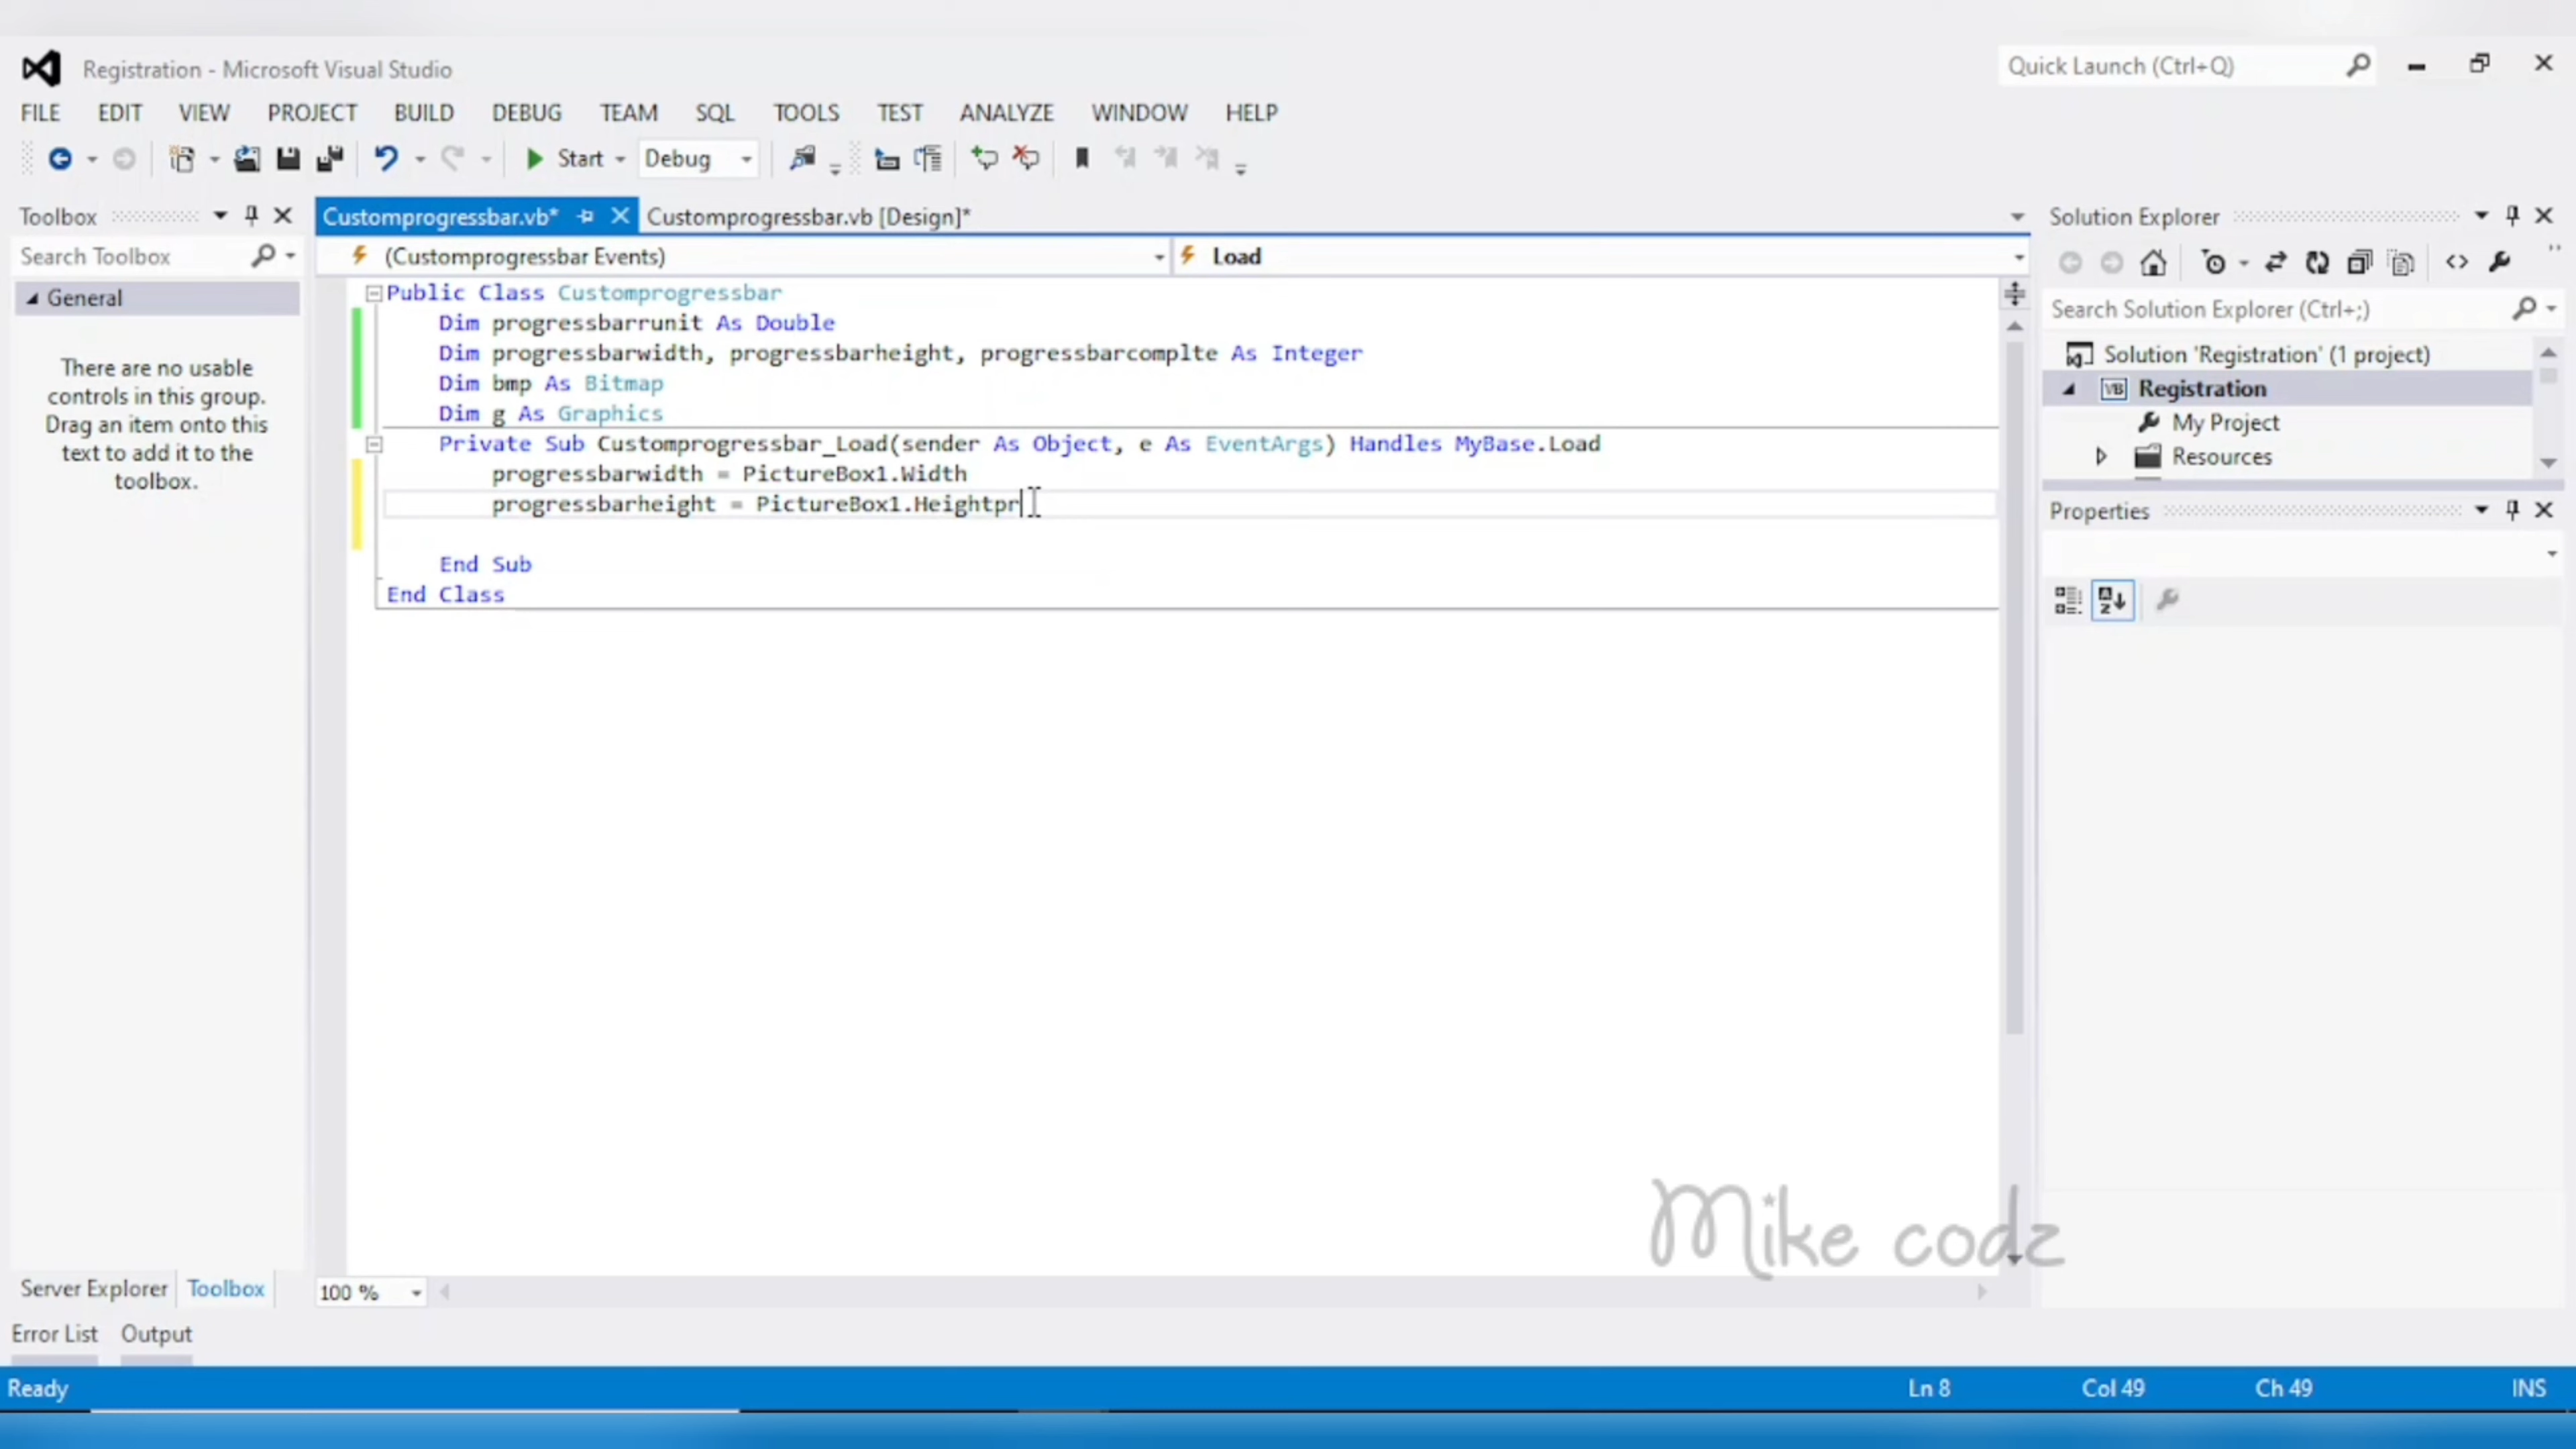 Registration - Microsoft Visual Studio
Quick Launch (Ctrl+Q)
FILE EDIT VIEW PROJECT BUILD DEBUG TEAM SQL TOOLS TEST ANALYZE WINDOW HELP
Start Debug
Toolbox
Customprogressbar.vb* Customprogressbar.vb [Design]*
Solution Explorer
Search Toolbox
(Customprogressbar Events) Load
General
There are no usable
controls in this group.
Drag an item onto this
text to add it to the
toolbox.
Public Class Customprogressbar
Dim progressbarrunit As Double
Dim progressbarwidth, progressbarheight, progressbarcomplte As Integer
Dim bmp As Bitmap
Dim g As Graphics
Private Sub Customprogressbar_Load(sender As Object, e As EventArgs) Handles MyBase.Load
progressbarwidth = PictureBox1.Width
progressbarheight = PictureBox1.Heightpr
End Sub
End Class
Search Solution Explorer (Ctrl+;)
Solution 'Registration' (1 project)
VB Registration
My Project
Resources
Properties
Mike codz
Server Explorer Toolbox
100 %
Error List Output
Ready Ln 8 Col 49 Ch 49 INS